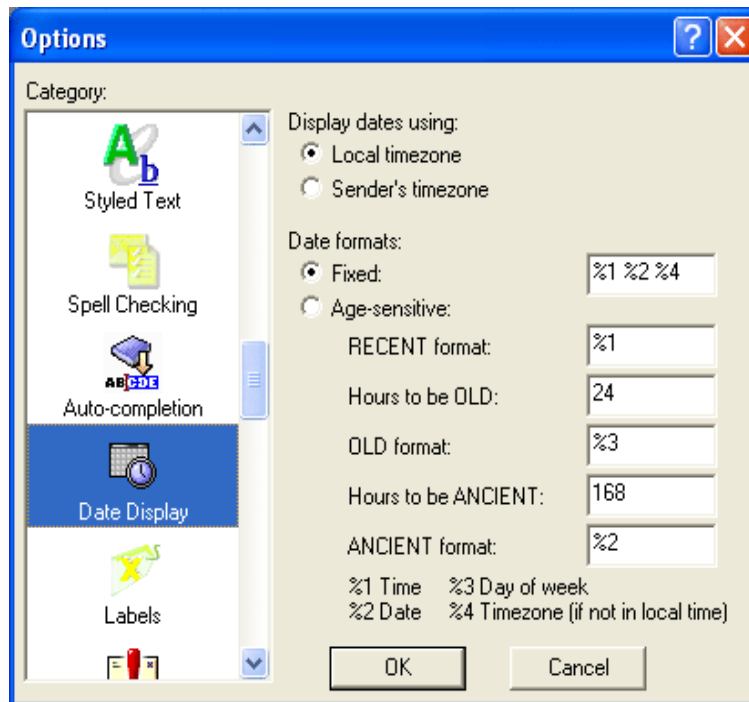 Options
Category:
Styled Text
Spell Checking
ABCDE
Auto-completion
Date Display
Labels
Display dates using:
Local timezone
Sender's timezone
Date formats:
Fixed: %1 %2 %4
Age-sensitive:
RECENT format: %1
Hours to be OLD: 24
OLD format: %3
Hours to be ANCIENT: 168
ANCIENT format: %2
%1 Time %3 Day of week
%2 Date %4 Timezone (if not in local time)
OK Cancel